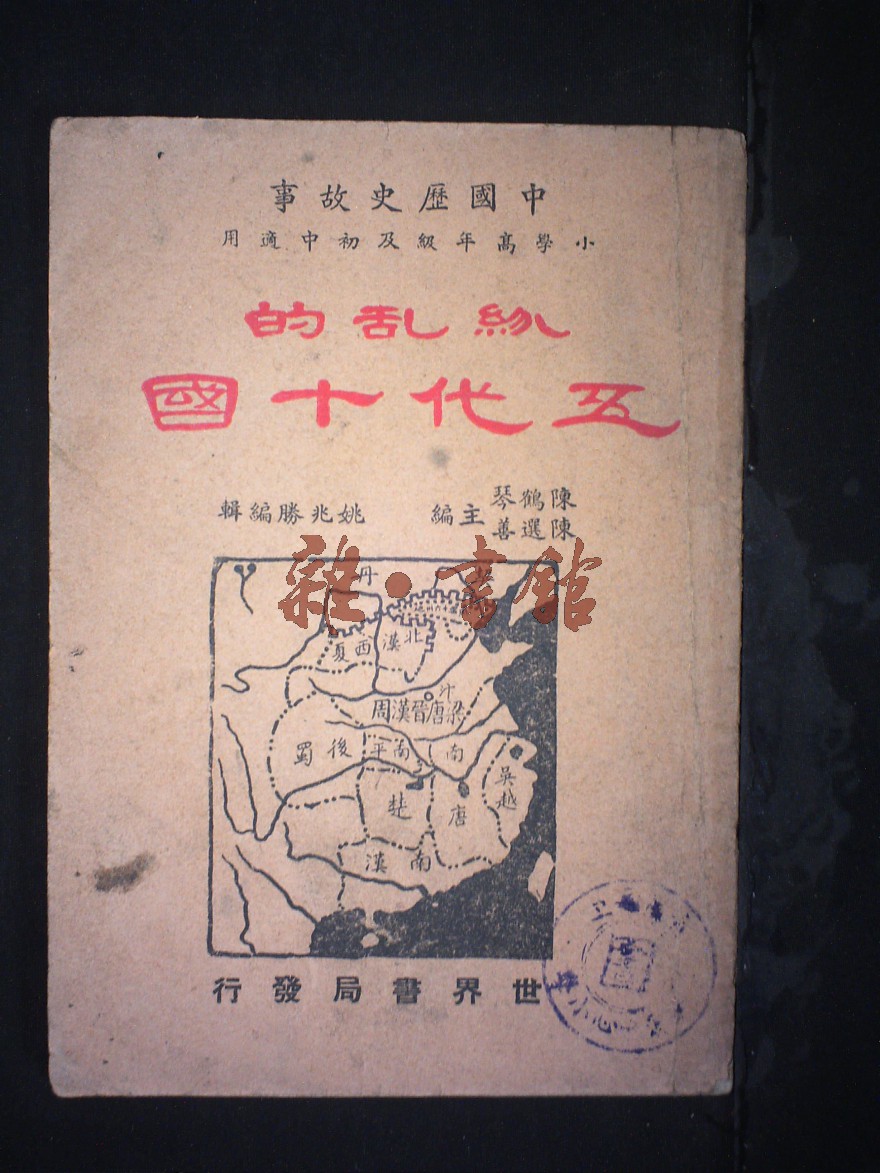 中國歷史故事
小學高年級及初中適用
紛乱的
五代十國
陳鶴琴
陳選善
主編
姚兆勝編輯
雜·書館
丹
西夏
北漢
汴
梁唐晉漢周
後蜀
南平
南唐
吳越
楚
南漢
世界書局發行